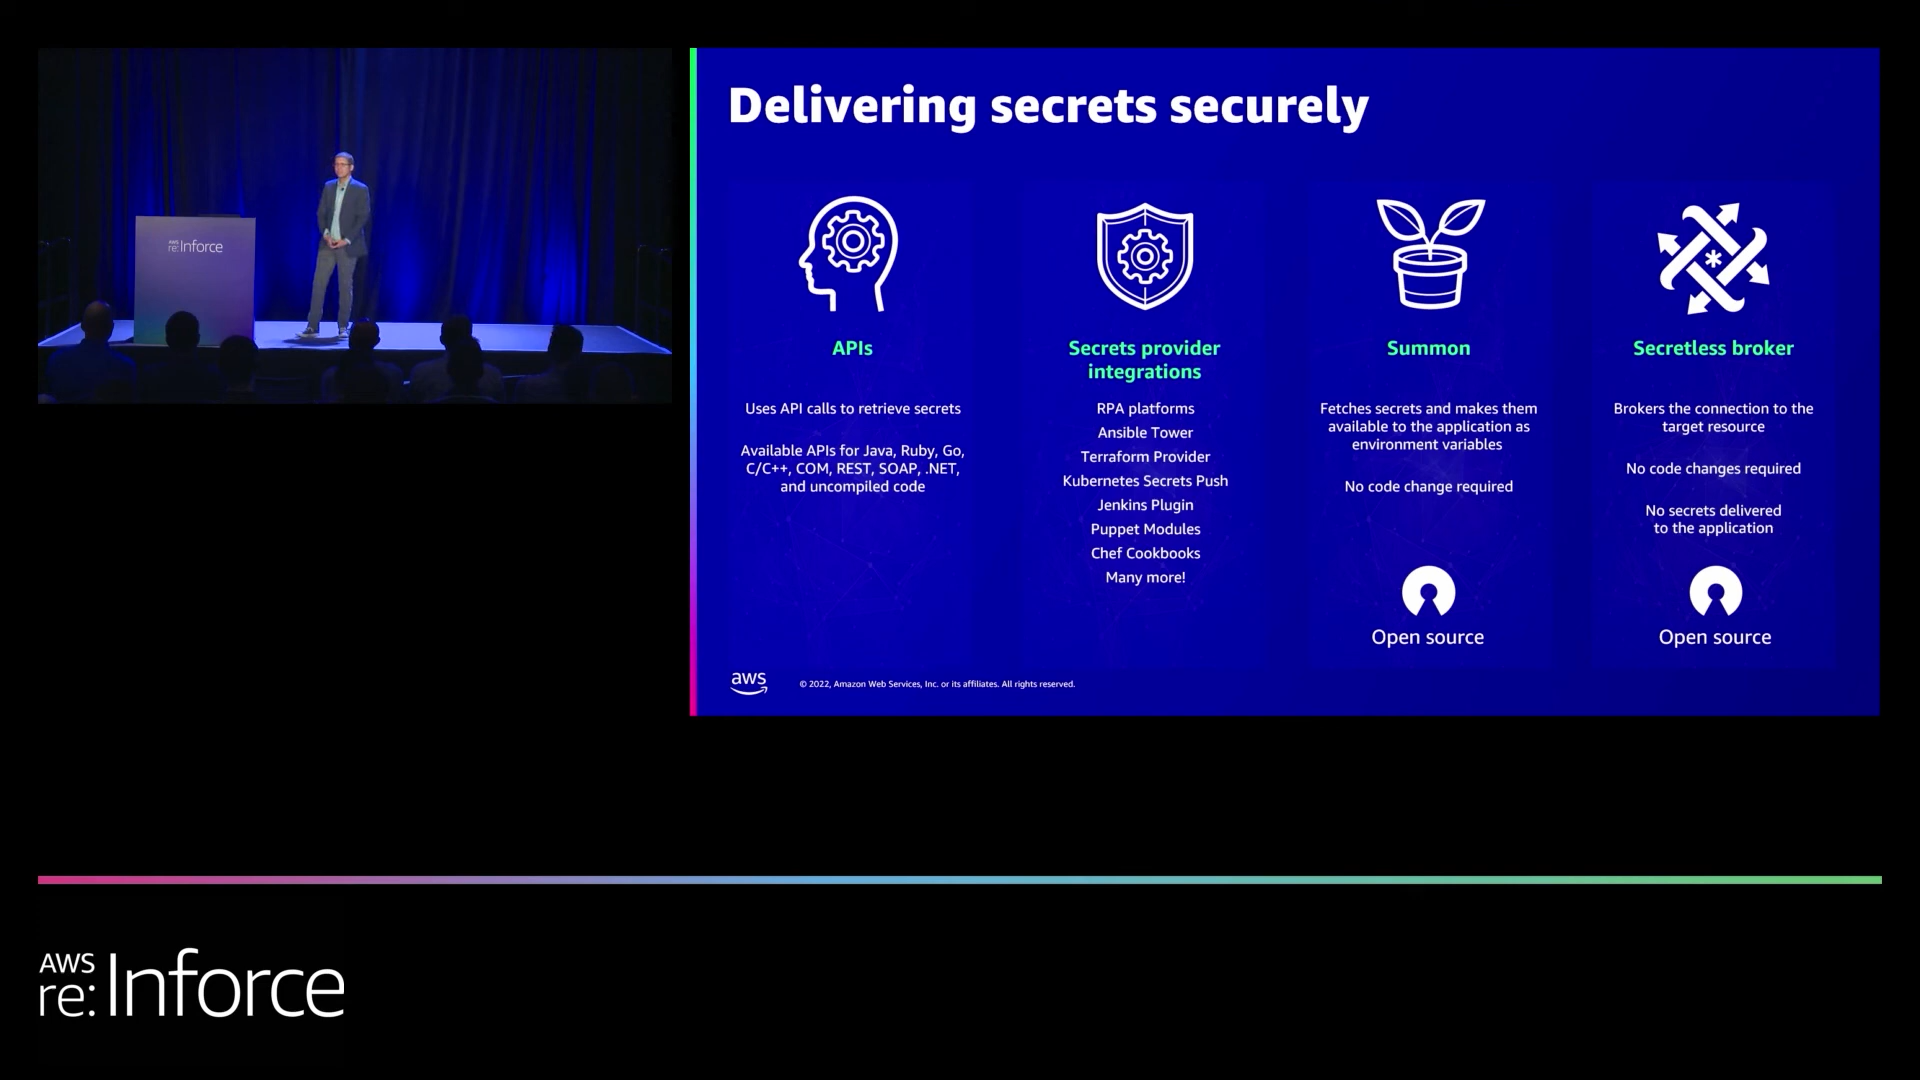 AWS
re:Inforce
Delivering secrets securely
APIs
Uses API calls to retrieve secrets
Available APIs for Java, Ruby, Go,
C/C++, COM, REST, SOAP, .NET,
and uncompiled code
Secrets provider
integrations
RPA platforms
Ansible Tower
Terraform Provider
Kubernetes Secrets Push
Jenkins Plugin
Puppet Modules
Chef Cookbooks
Many more!
Summon
Fetches secrets and makes them
available to the application as
environment variables
No code change required
Open source
Secretless broker
Brokers the connection to the
target resource
No code changes required
No secrets delivered
to the application
Open source
aws
© 2022, Amazon Web Services, Inc. or its affiliates. All rights reserved.
AWS
re:Inforce